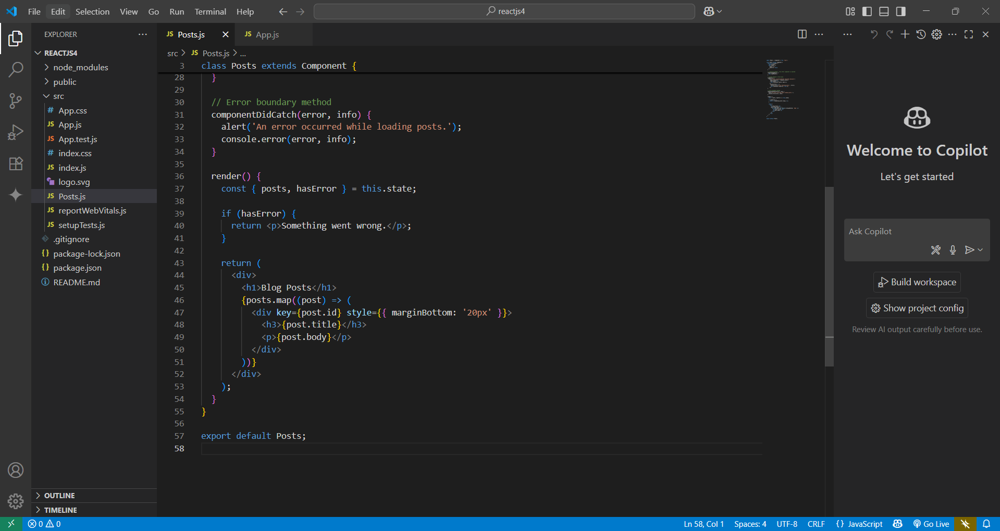 File Edit Selection View Go Run Terminal Help
reactjs4
EXPLORER
REACTJS4
node_modules
public
src
# App.css
JS App.js
JS App.test.js
# index.css
JS index.js
logo.svg
JS Posts.js
JS reportWebVitals.js
JS setupTests.js
.gitignore
{} package-lock.json
{} package.json
README.md
OUTLINE
TIMELINE
JS Posts.js
JS App.js
src > JS Posts.js > ...
3 class Posts extends Component {
28 }
29
30 // Error boundary method
31 componentDidCatch(error, info) {
32 alert('An error occurred while loading posts.');
33 console.error(error, info);
34 }
35
36 render() {
37 const { posts, hasError } = this.state;
38
39 if (hasError) {
40 return <p>Something went wrong.</p>;
41 }
42
43 return (
44 <div>
45 <h1>Blog Posts</h1>
46 {posts.map((post) => (
47 <div key={post.id} style={{ marginBottom: '20px' }}>
48 <h3>{post.title}</h3>
49 <p>{post.body}</p>
50 </div>
51 ))}
52 </div>
53 );
54 }
55 }
56
57 export default Posts;
58
Welcome to Copilot
Let's get started
Ask Copilot
Build workspace
Show project config
Review AI output carefully before use.
0 0
Ln 58, Col 1 Spaces: 4 UTF-8 CRLF {} JavaScript Go Live